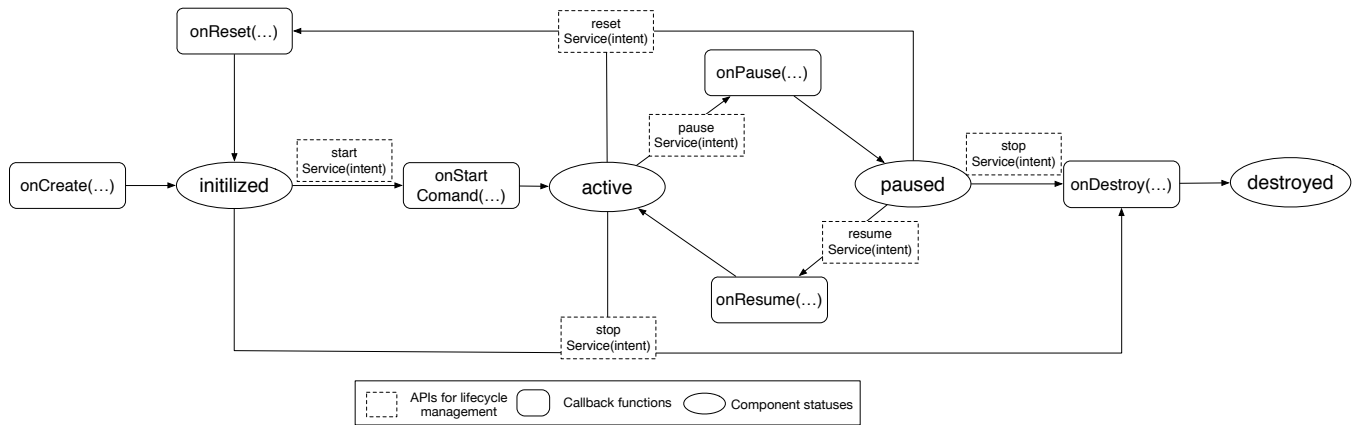 onReset(…)
reset
Service(intent)
onPause(…)
pause
Service(intent)
start
Service(intent)
stop
Service(intent)
onCreate(…)
initilized
onStart
Comand(…)
active
paused
onDestroy(…)
destroyed
resume
Service(intent)
onResume(…)
stop
Service(intent)
APIs for lifecycle
management
Callback functions
Component statuses